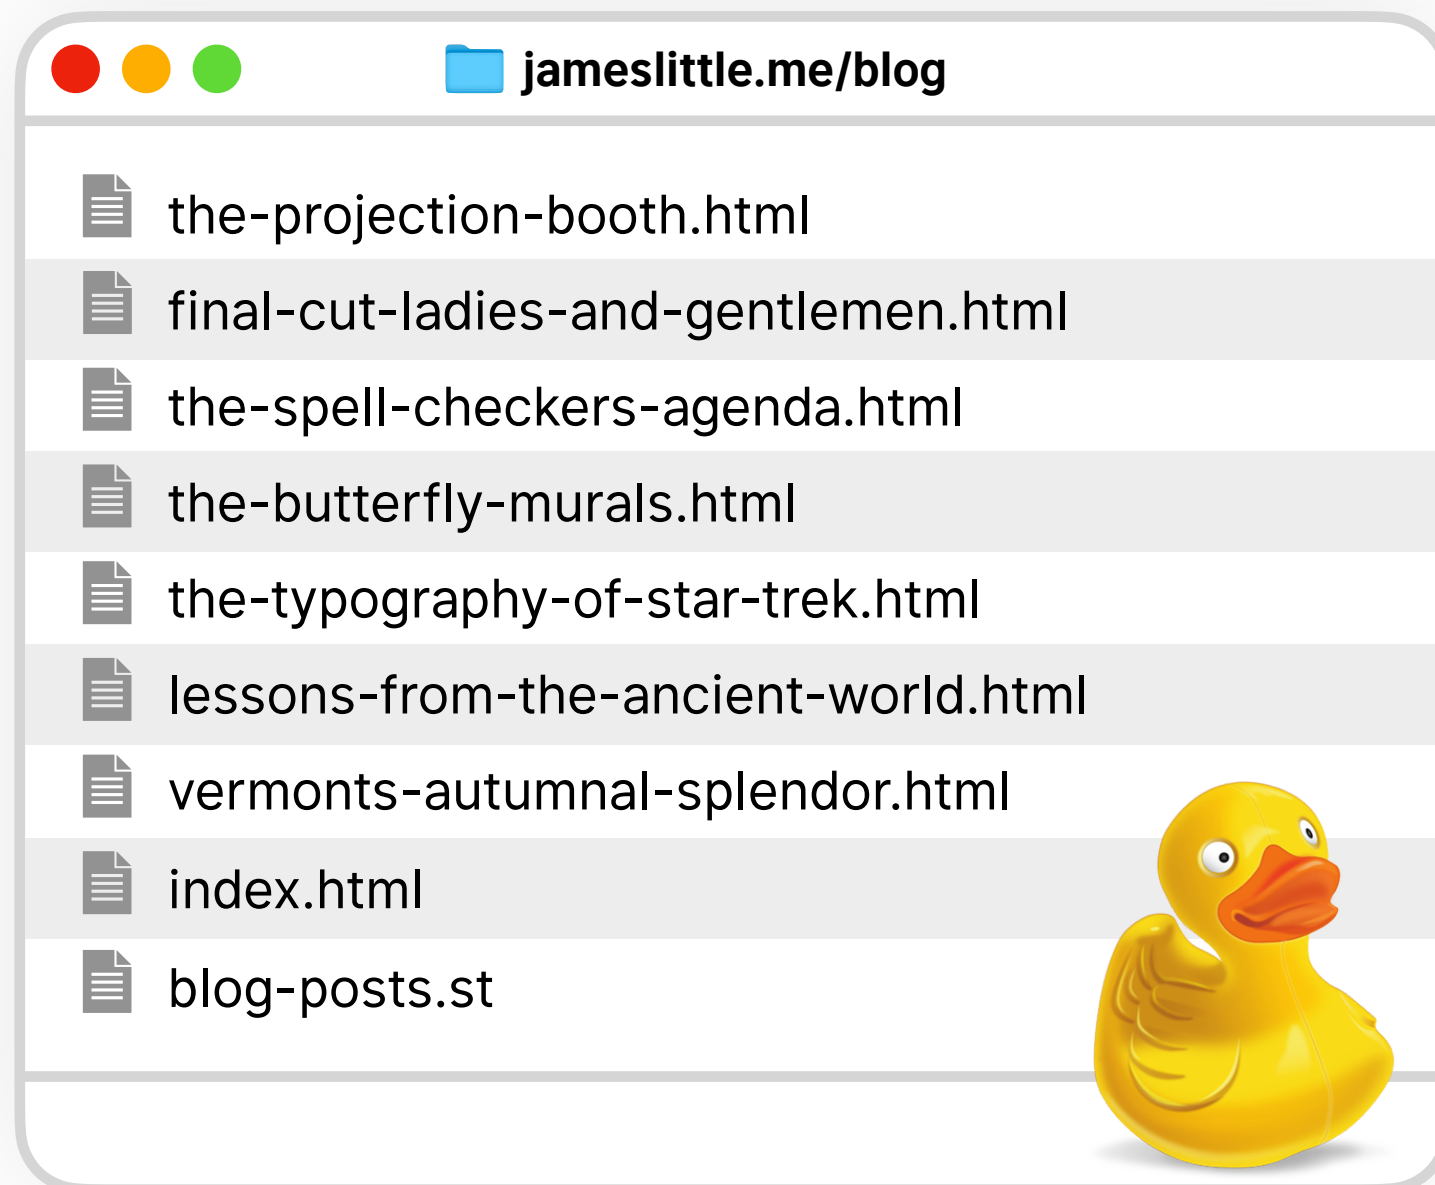 jameslittle.me/blog
the-projection-booth.html
final-cut-ladies-and-gentlemen.html
the-spell-checkers-agenda.html
the-butterfly-murals.html
the-typography-of-star-trek.html
lessons-from-the-ancient-world.html
vermonts-autumnal-splendor.html
index.html
blog-posts.st